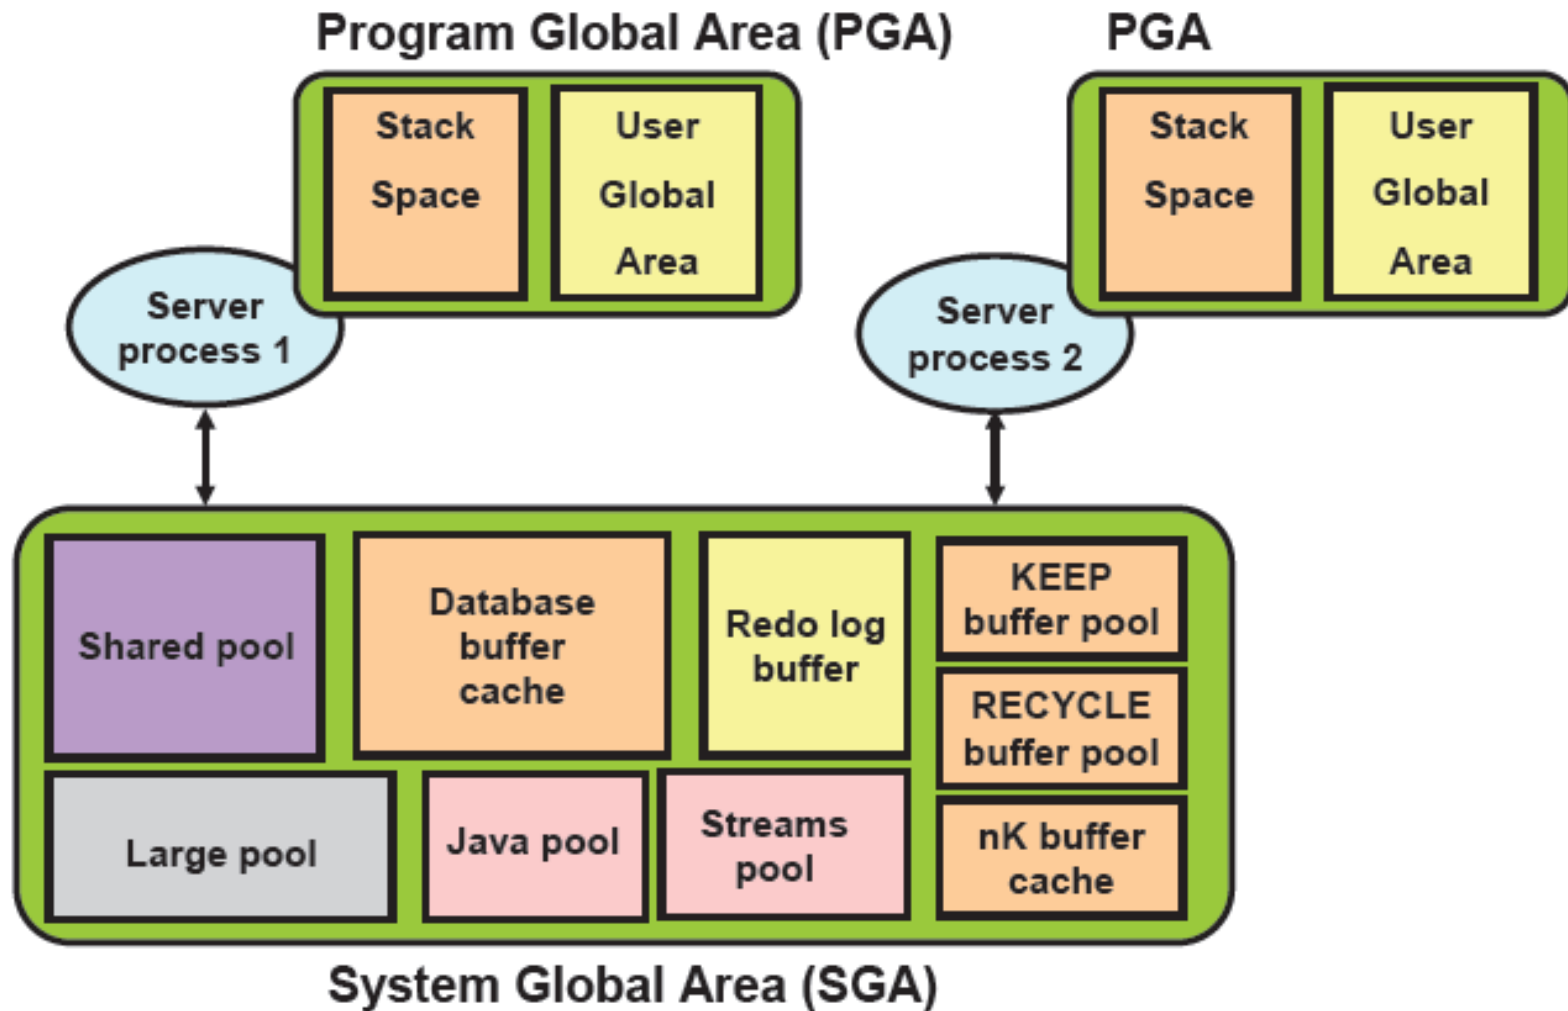 Program Global Area (PGA)
PGA
Stack
Space
User
Global
Area
Stack
Space
User
Global
Area
Server
process 1
Server
process 2
Shared pool
Database
buffer
cache
Redo log
buffer
KEEP
buffer pool
RECYCLE
buffer pool
nK buffer
cache
Large pool
Java pool
Streams
pool
System Global Area (SGA)